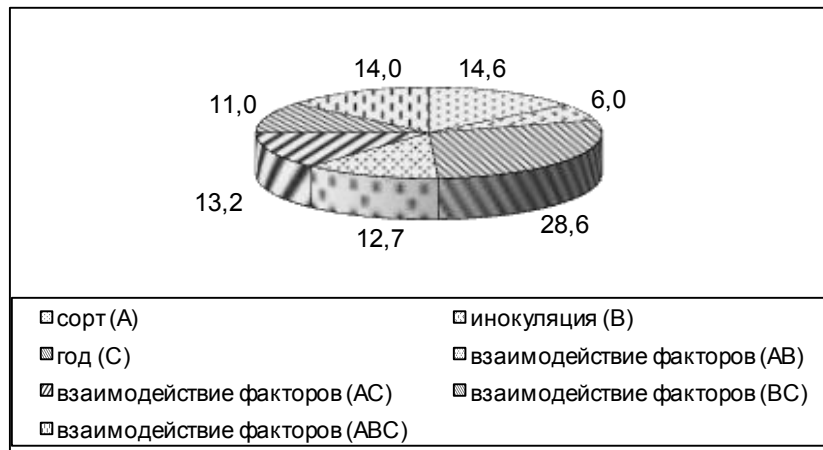 14,0 14,6
11,0 6,0
13,2 28,6
12,7
сорт (А) инокуляция (В)
год (С) взаимодействие факторов (АВ)
взаимодействие факторов (АС) взаимодействие факторов (ВС)
взаимодействие факторов (АВС)